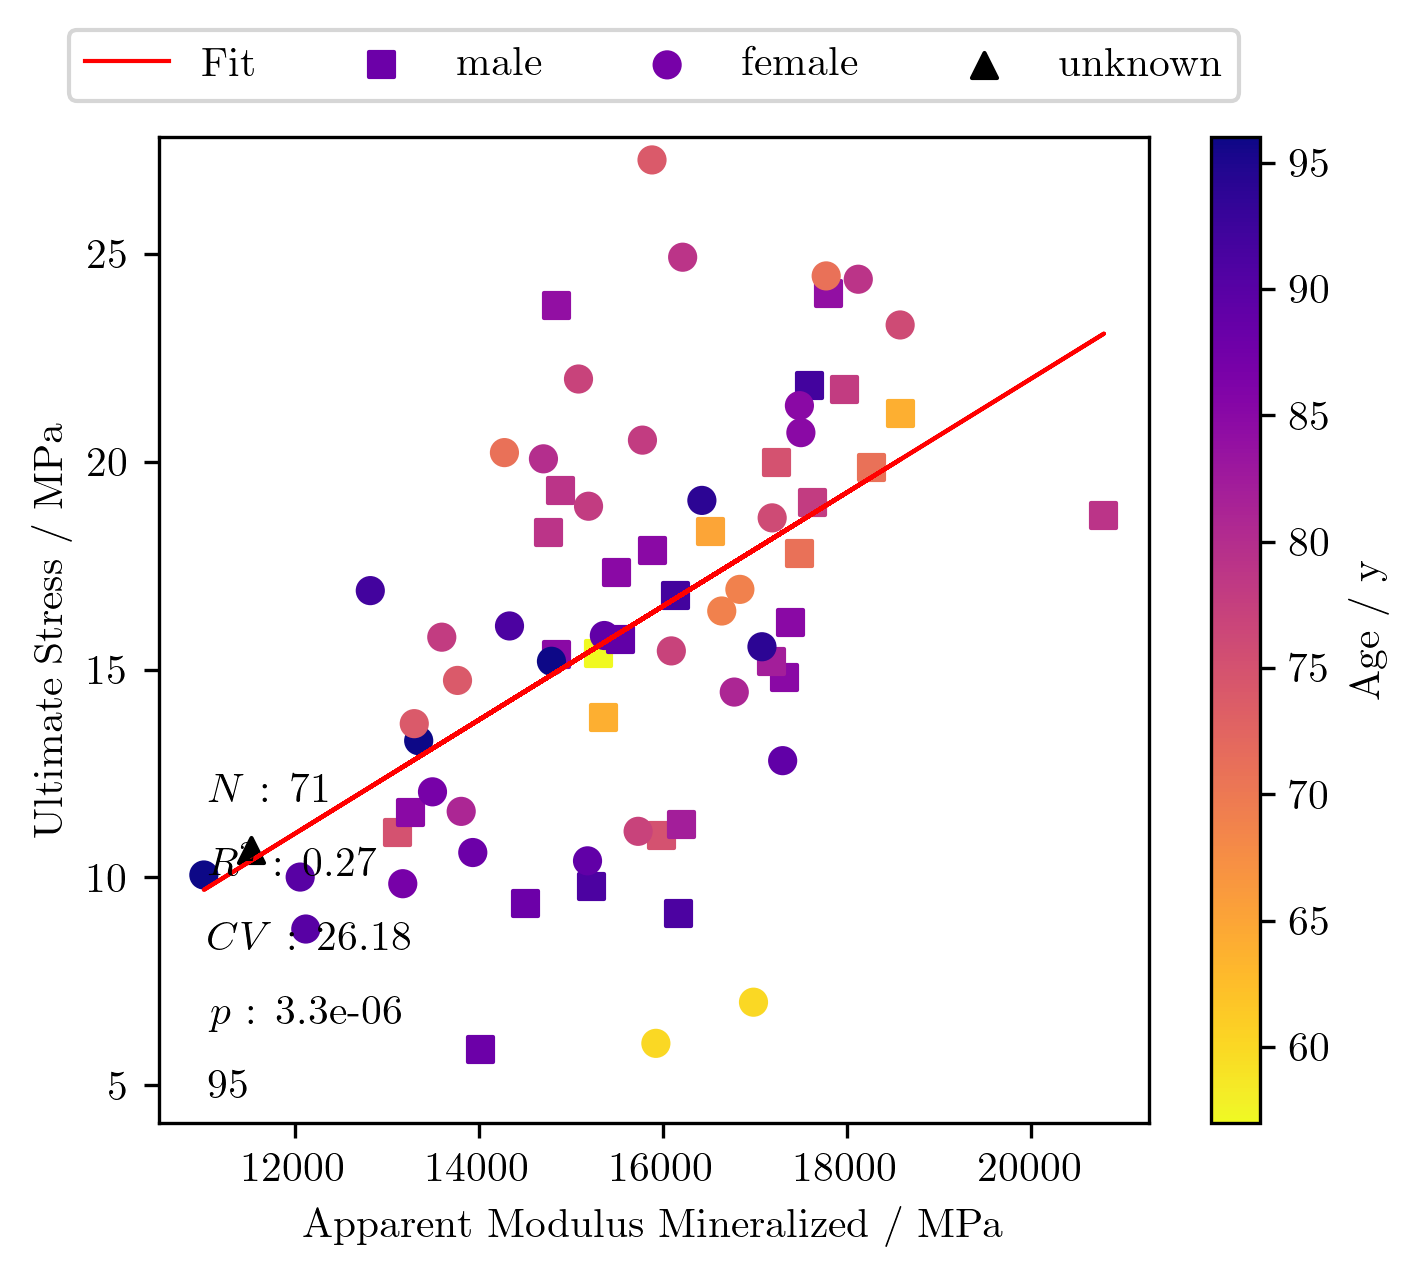 Fit male female unknown
25
20
15
10
5
Ultimate Stress / MPa
N : 71
R² : 0.27
CV : 26.18
p : 3.3e-06
95
12000 14000 16000 18000 20000
Apparent Modulus Mineralized / MPa
95
90
85
80
75
70
65
60
Age / y